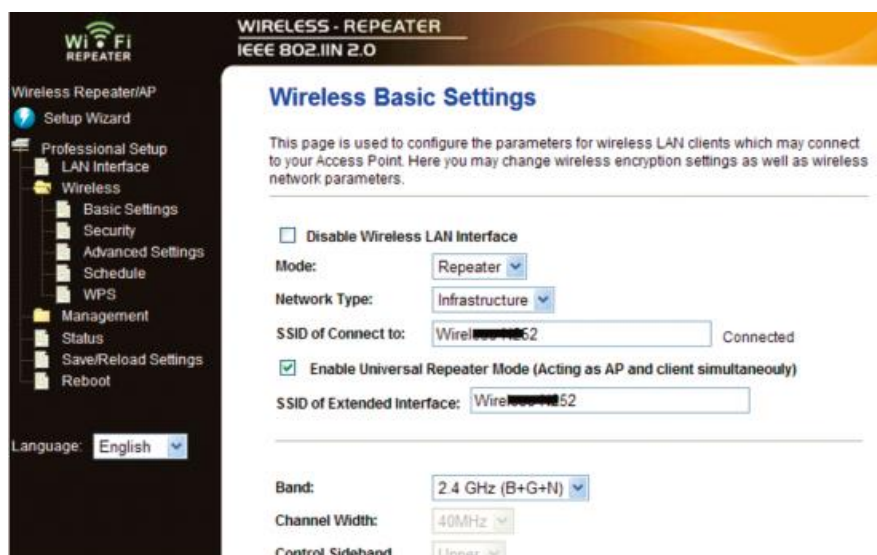 Wi Fi
REPEATER
WIRELESS - REPEATER
IEEE 802.11N 2.0
Wireless Repeater/AP
Setup Wizard
Professional Setup
LAN Interface
Wireless
Basic Settings
Security
Advanced Settings
Schedule
WPS
Management
Status
Save/Reload Settings
Reboot
Language: English
Wireless Basic Settings
This page is used to configure the parameters for wireless LAN clients which may connect
to your Access Point. Here you may change wireless encryption settings as well as wireless
network parameters.
Disable Wireless LAN Interface
Mode: Repeater
Network Type: Infrastructure
SSID of Connect to: Connected
Enable Universal Repeater Mode (Acting as AP and client simultaneouly)
SSID of Extended Interface:
Band: 2.4 GHz (B+G+N)
Channel Width: 40MHz
Control Sideband Upper